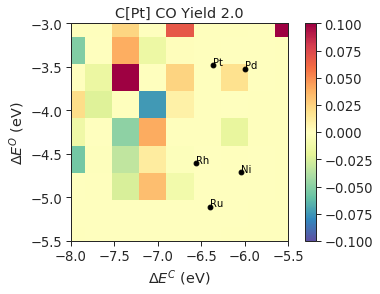 C[Pt] CO Yield 2.0
−3.0
−3.5
−4.0
−4.5
−5.0
−5.5
ΔE^O (eV)
Pt
Pd
Rh
Ni
Ru
−8.0 −7.5 −7.0 −6.5 −6.0 −5.5
ΔE^C (eV)
0.100
0.075
0.050
0.025
0.000
−0.025
−0.050
−0.075
−0.100